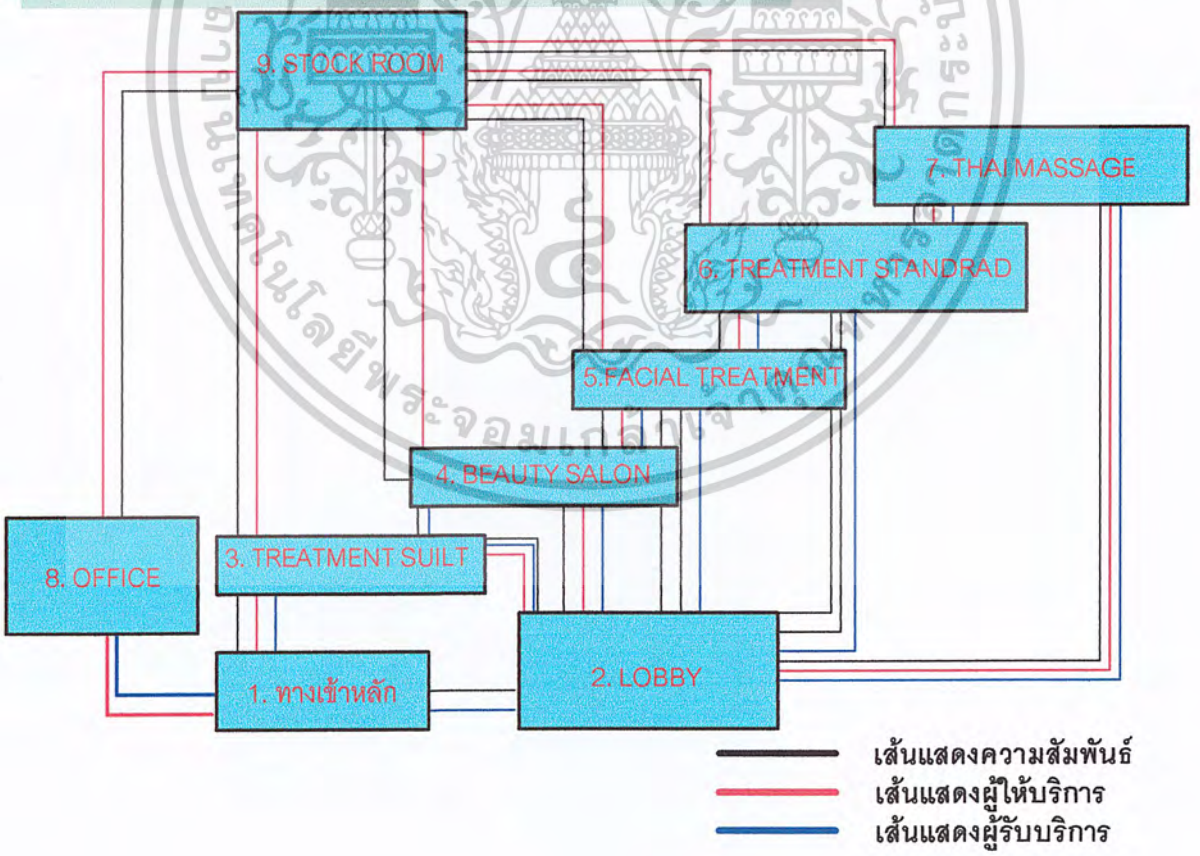 9. STOCK ROOM
7. THAI MASSAGE
6. TREATMENT STANDRAD
5.FACIAL TREATMENT
4. BEAUTY SALON
3. TREATMENT SUILT
8. OFFICE
1. ทางเข้าหลัก
2. LOBBY
เส้นแสดงความสัมพันธ์
เส้นแสดงผู้ให้บริการ
เส้นแสดงผู้รับบริการ